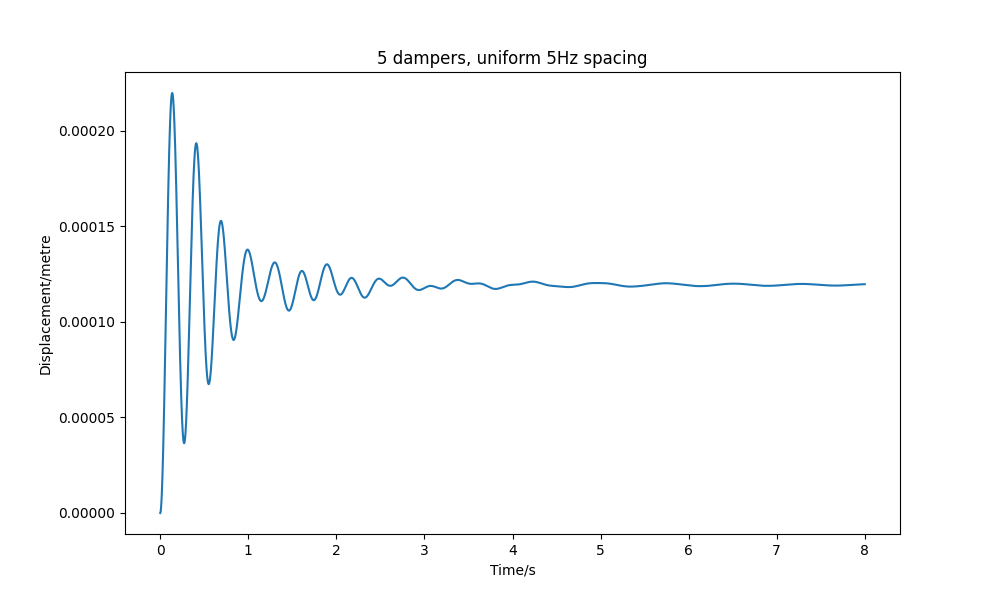 5 dampers, uniform 5Hz spacing
Displacement/metre
0.00020
0.00015
0.00010
0.00005
0.00000
0 1 2 3 4 5 6 7 8
Time/s